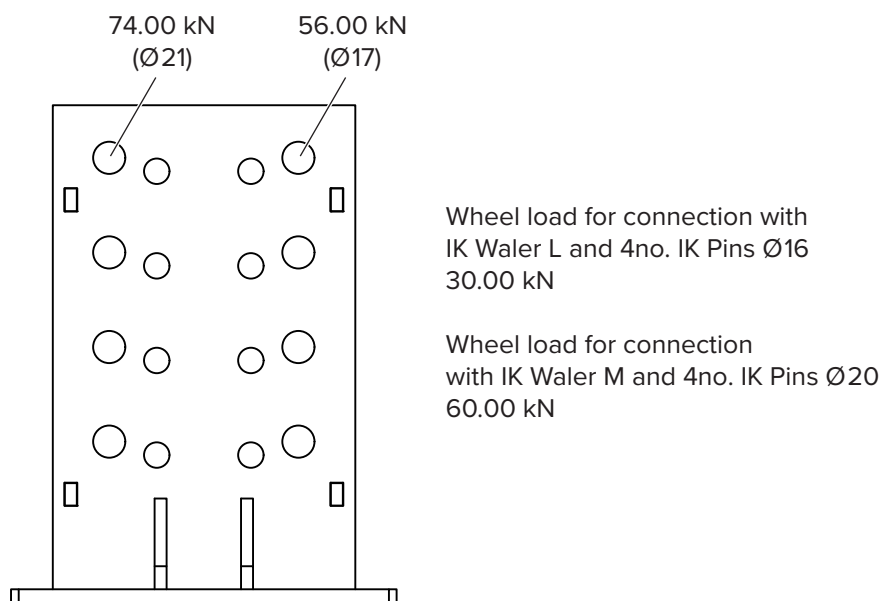 74.00 kN
(Ø21)
56.00 kN
(Ø17)
Wheel load for connection with
IK Waler L and 4no. IK Pins Ø16
30.00 kN
Wheel load for connection
with IK Waler M and 4no. IK Pins Ø20
60.00 kN